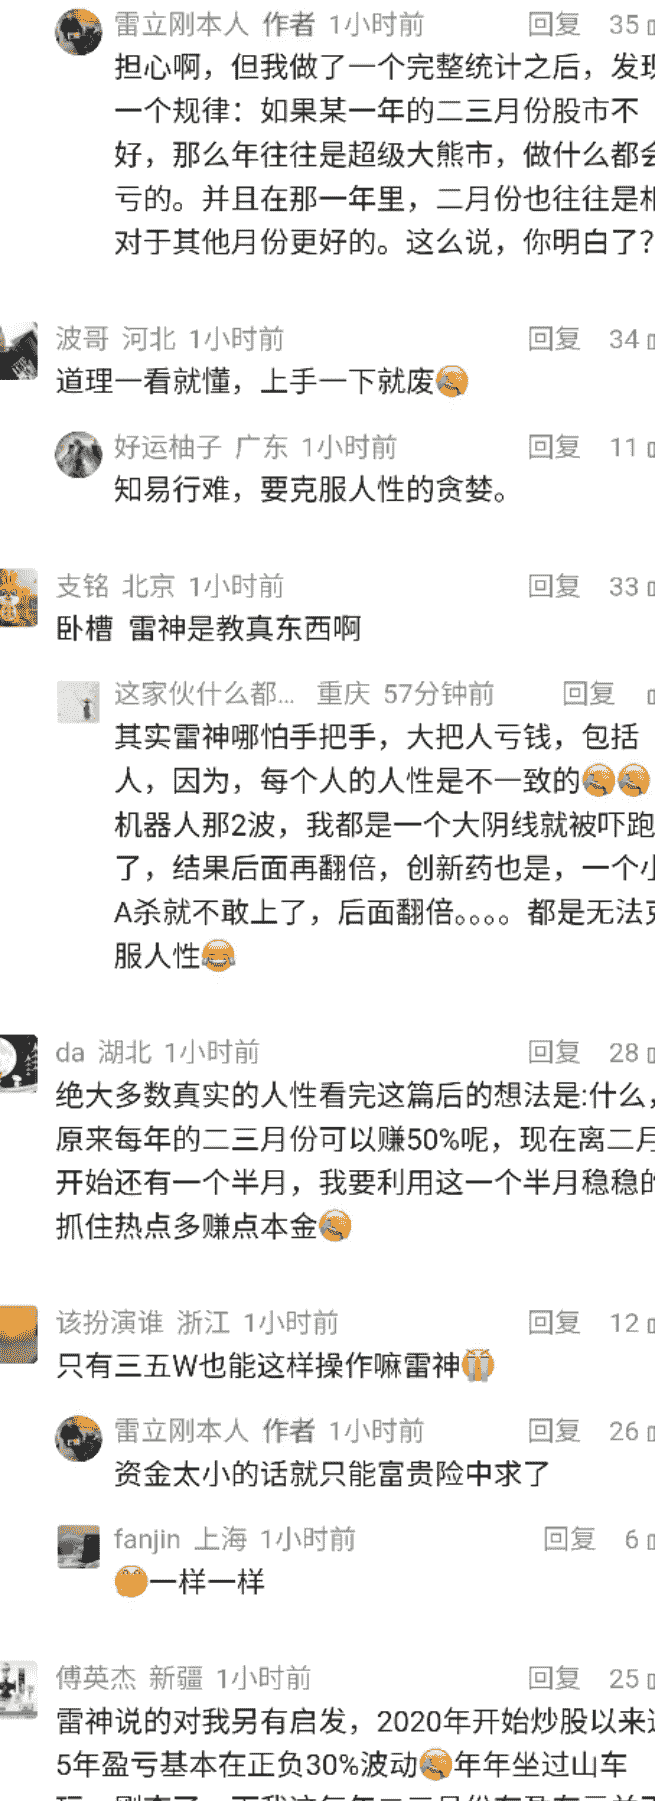 雷立刚本人 作者 1小时前 回复 35
担心啊，但我做了一个完整统计之后，发现
一个规律：如果某一年的二三月份股市不
好，那么年往往是超级大熊市，做什么都会
亏的。并且在那一年里，二月份也往往是相
对于其他月份更好的。这么说，你明白了？
波哥 河北 1小时前 回复 34
道理一看就懂，上手一下就废
好运柚子 广东 1小时前 回复 11
知易行难，要克服人性的贪婪。
支铭 北京 1小时前 回复 33
卧槽 雷神是教真东西啊
这家伙什么都... 重庆 57分钟前 回复
其实雷神哪怕手把手，大把人亏钱，包括
人，因为，每个人的人性是不一致的
机器人那2波，我都是一个大阴线就被吓跑
了，结果后面再翻倍，创新药也是，一个小
A杀就不敢上了，后面翻倍。。。。都是无法克
服人性
da 湖北 1小时前 回复 28
绝大多数真实的人性看完这篇后的想法是:什么，
原来每年的二三月份可以赚50%呢，现在离二月
开始还有一个半月，我要利用这一个半月稳稳的
抓住热点多赚点本金
该扮演谁 浙江 1小时前 回复 12
只有三五W也能这样操作嘛雷神
雷立刚本人 作者 1小时前 回复 26
资金太小的话就只能富贵险中求了
fanjin 上海 1小时前 回复 6
一样一样
傅英杰 新疆 1小时前 回复 25
雷神说的对我另有启发，2020年开始炒股以来这
5年盈亏基本在正负30%波动年年坐过山车